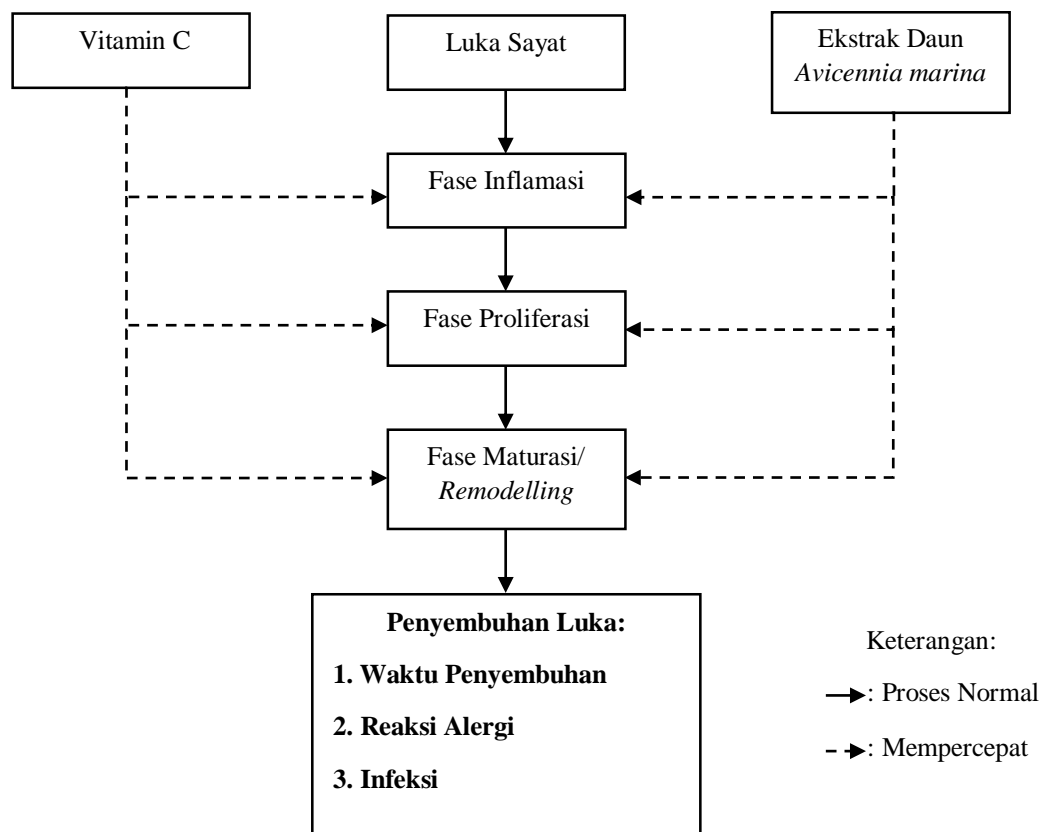 Vitamin C
Luka Sayat
Ekstrak Daun
Avicennia marina
Fase Inflamasi
Fase Proliferasi
Fase Maturasi/
Remodelling
Penyembuhan Luka:
1. Waktu Penyembuhan
2. Reaksi Alergi
3. Infeksi
Keterangan:
: Proses Normal
: Mempercepat